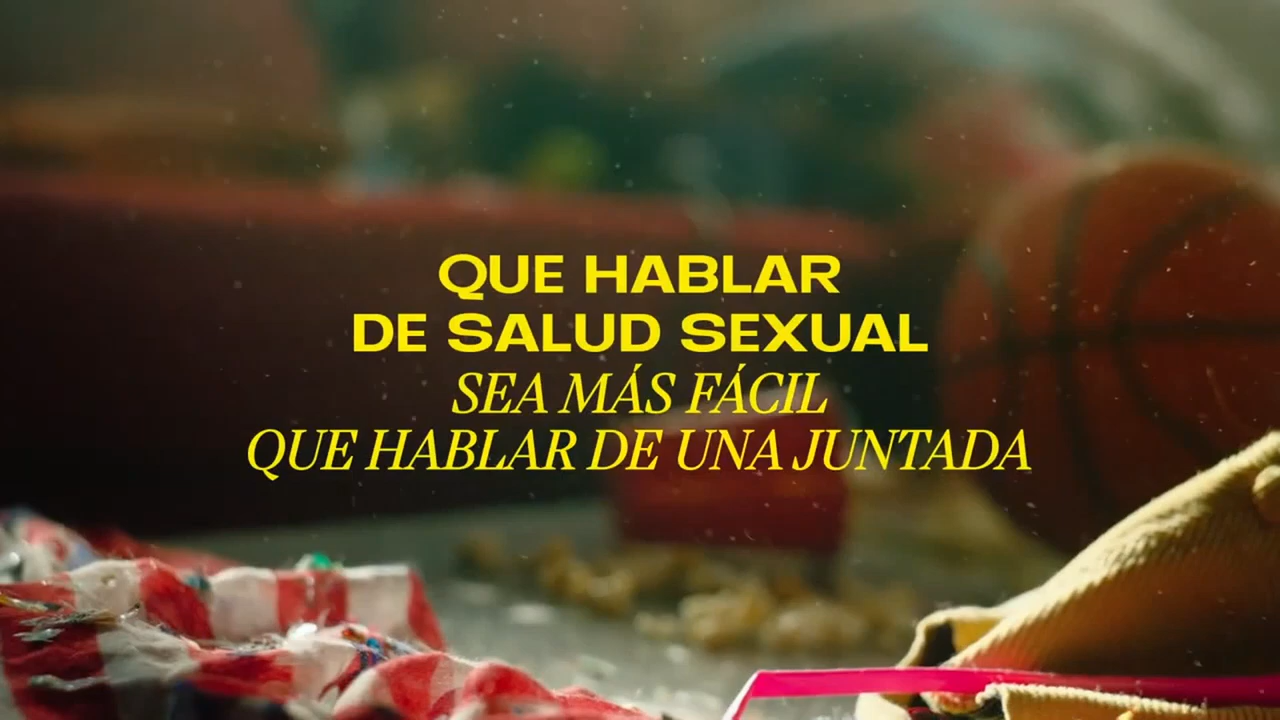 QUE HABLAR
DE SALUD SEXUAL
SEA MÁS FÁCIL
QUE HABLAR DE UNA JUNTADA